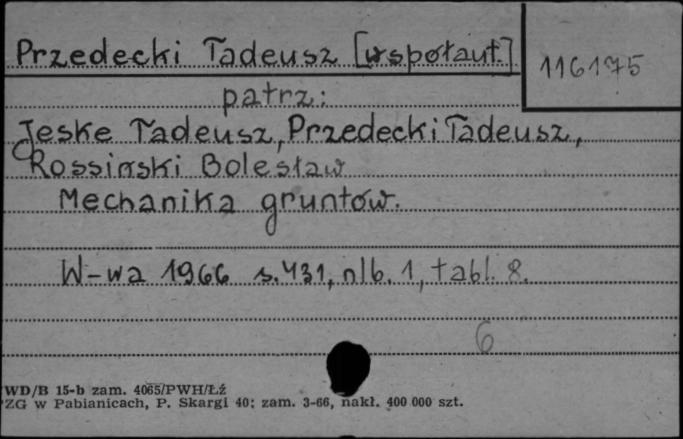 Przedecki Tadeusz [współaut.]
116175
patrz:
Jeske Tadeusz, Przedecki Tadeusz,
Rossiński Bolesław
Mechanika gruntów.
W-wa 1966 s. 431, nlb. 1, tabl. 8.
6
WD/B 15-b zam. 4065/PWH/Łź
ZG w Pabianicach, P. Skargi 40; zam. 3-66, nakł. 400 000 szt.